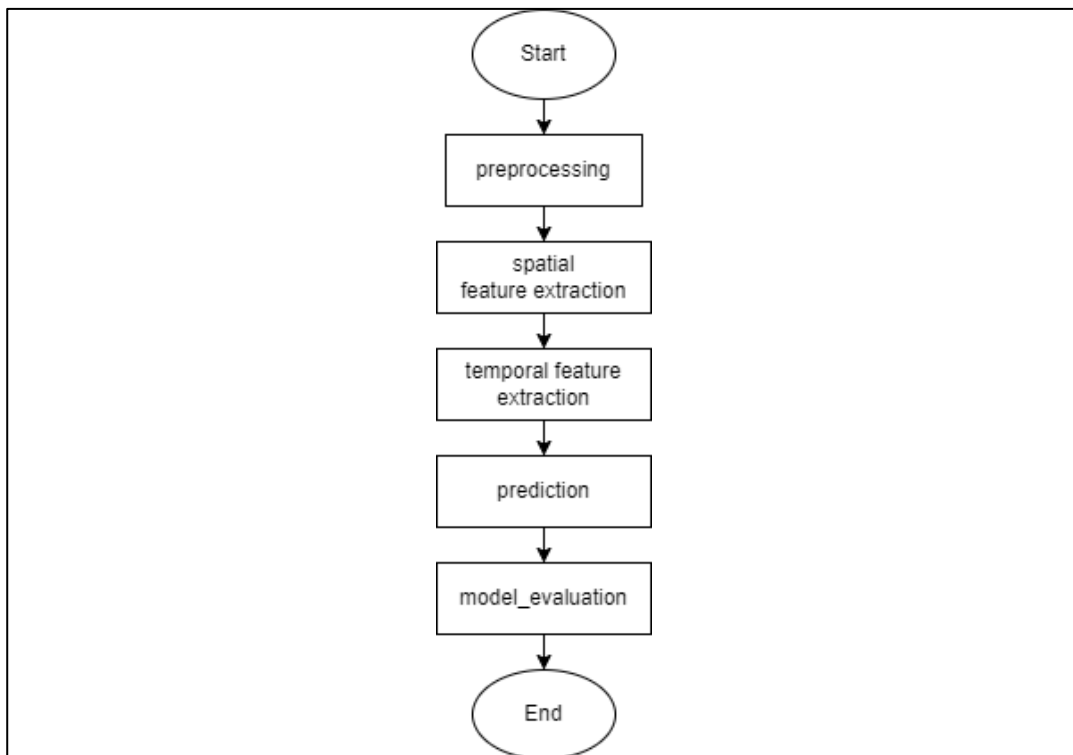 Start
preprocessing
spatial
feature extraction
temporal feature
extraction
prediction
model_evaluation
End